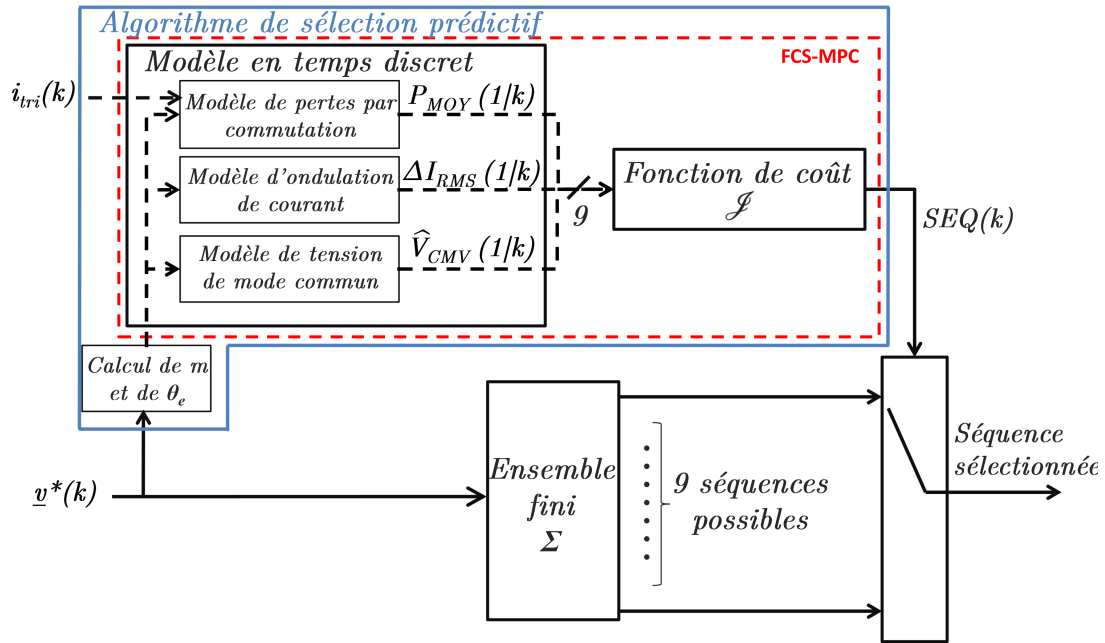 Algorithme de sélection prédictif
FCS-MPC
Modèle en temps discret
i_tri(k)
Modèle de pertes par
commutation
P_MOY (1/k)
Modèle d'ondulation
de courant
ΔI_RMS (1/k)
Modèle de tension
de mode commun
V̂_CMV (1/k)
9
Fonction de coût
𝒥
SEQ(k)
Calcul de m
et de θ_e
v*(k)
Ensemble
fini
Σ
9 séquences
possibles
Séquence
sélectionnée